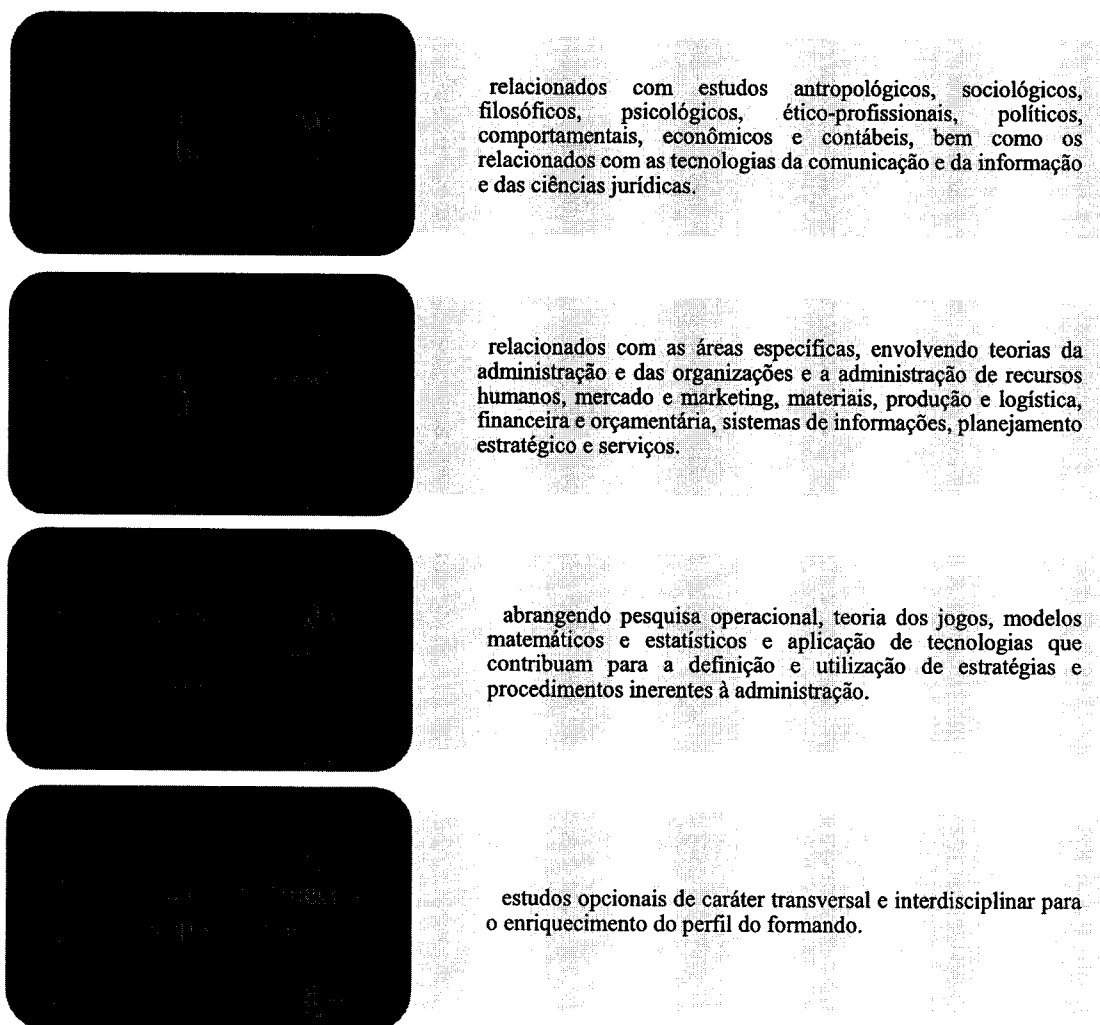 relacionados com estudos antropológicos, sociológicos,
filosóficos, psicológicos, ético-profissionais, políticos,
comportamentais, econômicos e contábeis, bem como os
relacionados com as tecnologias da comunicação e da informação
e das ciências jurídicas.
relacionados com as áreas específicas, envolvendo teorias da
administração e das organizações e a administração de recursos
humanos, mercado e marketing, materiais, produção e logística,
financeira e orçamentária, sistemas de informações, planejamento
estratégico e serviços.
abrangendo pesquisa operacional, teoria dos jogos, modelos
matemáticos e estatísticos e aplicação de tecnologias que
contribuam para a definição e utilização de estratégias e
procedimentos inerentes à administração.
estudos opcionais de caráter transversal e interdisciplinar para
o enriquecimento do perfil do formando.